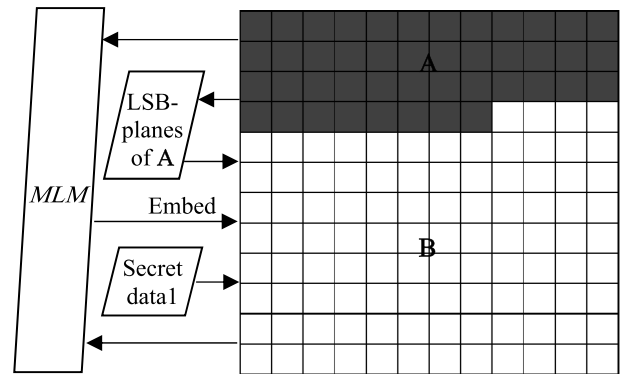 A
LSB-
planes
of A
MLM
Embed
B
Secret
data1